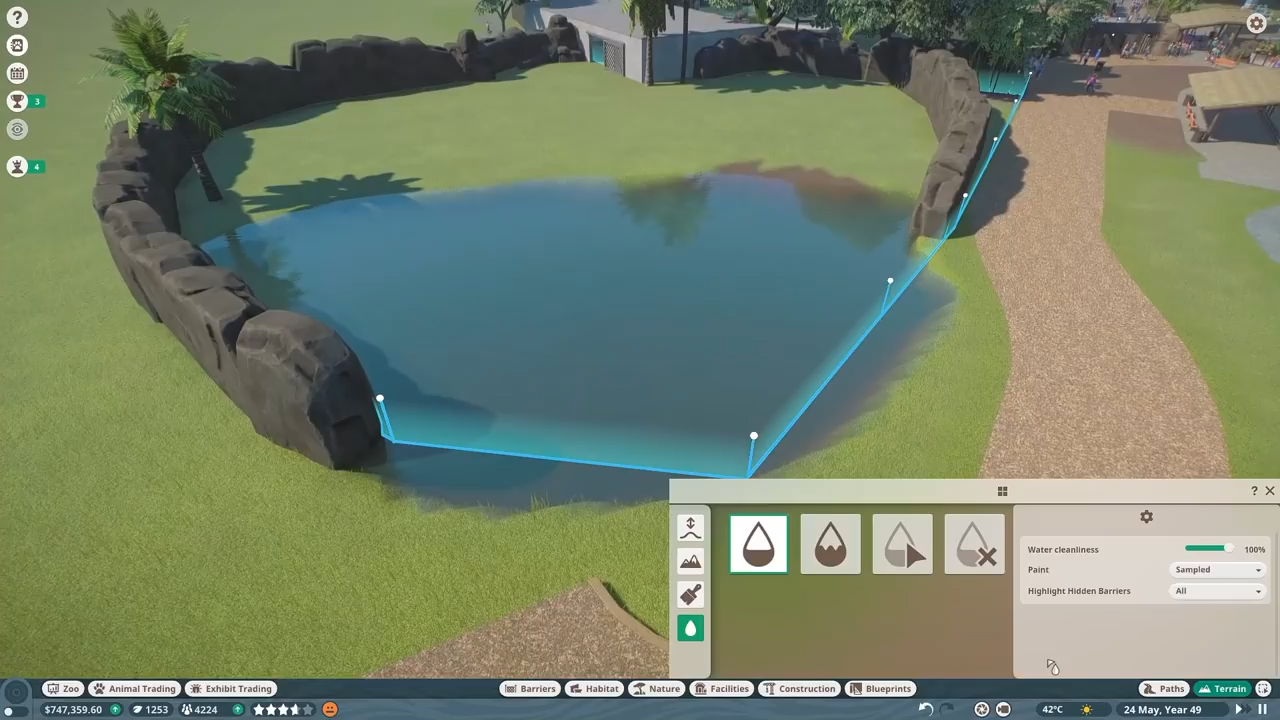 ?
3
4
?
Water cleanliness 100%
Paint Sampled
Highlight Hidden Barriers All
Zoo Animal Trading Exhibit Trading Barriers Habitat Nature Facilities Construction Blueprints Paths Terrain
$747,359.60 1253 4224 42°C 24 May, Year 49